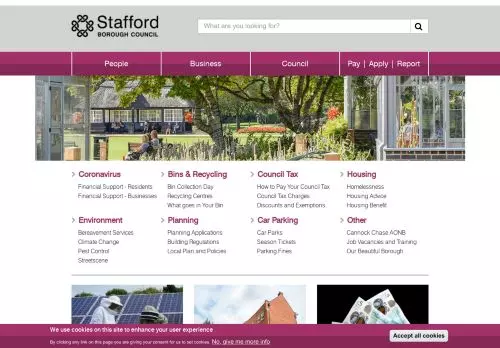 Stafford
BOROUGH COUNCIL
What are you looking for?
People
Business
Council
Pay | Apply | Report
Coronavirus
Financial Support - Residents
Financial Support - Businesses
Bins & Recycling
Bin Collection Day
Recycling Centres
What goes in Your Bin
Council Tax
How to Pay Your Council Tax
Council Tax Charges
Discounts and Exemptions
Housing
Homelessness
Housing Advice
Housing Benefit
Environment
Bereavement Services
Climate Change
Pest Control
Streetscene
Planning
Planning Applications
Building Regulations
Local Plan and Policies
Car Parking
Car Parks
Season Tickets
Parking Fines
Other
Cannock Chase AONB
Job Vacancies and Training
Our Beautiful Borough
We use cookies on this site to enhance your user experience
By clicking any link on this page you are giving your consent for us to set cookies. No, give me more info
Accept all cookies